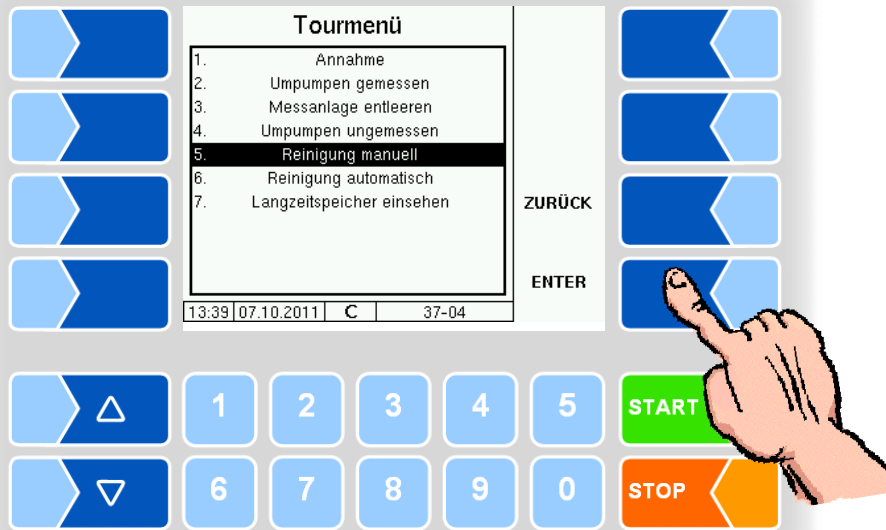 Tourmenü
1. Annahme
2. Umpumpen gemessen
3. Messanlage entleeren
4. Umpumpen ungemessen
5. Reinigung manuell
6. Reinigung automatisch
7. Langzeitspeicher einsehen
ZURÜCK
ENTER
13:39 07.10.2011 C 37-04
1 2 3 4 5 START
6 7 8 9 0 STOP